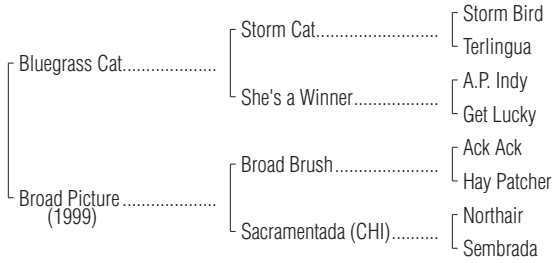 Storm Bird
Storm Cat..........................
Terlingua
Bluegrass Cat....................
A.P. Indy
She's a Winner..................
Get Lucky
Ack Ack
Broad Brush......................
Hay Patcher
Broad Picture....................
(1999)
Northair
Sacramentada (CHI)..........
Sembrada